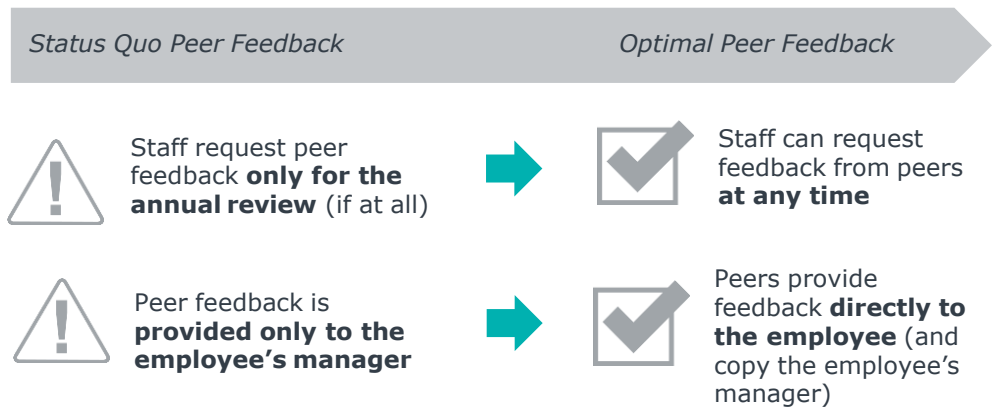 Status Quo Peer Feedback
Optimal Peer Feedback
Staff request peer
feedback only for the
annual review (if at all)
Staff can request
feedback from peers
at any time
Peer feedback is
provided only to the
employee’s manager
Peers provide
feedback directly to
the employee (and
copy the employee’s
manager)